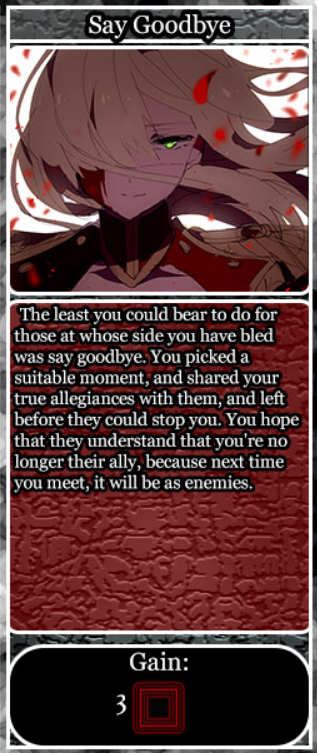 Say Goodbye
The least you could bear to do for
those at whose side you have bled
was say goodbye. You picked a
suitable moment, and shared your
true allegiances with them, and left
before they could stop you. You hope
that they understand that you're no
longer their ally, because next time
you meet, it will be as enemies.
Gain:
3